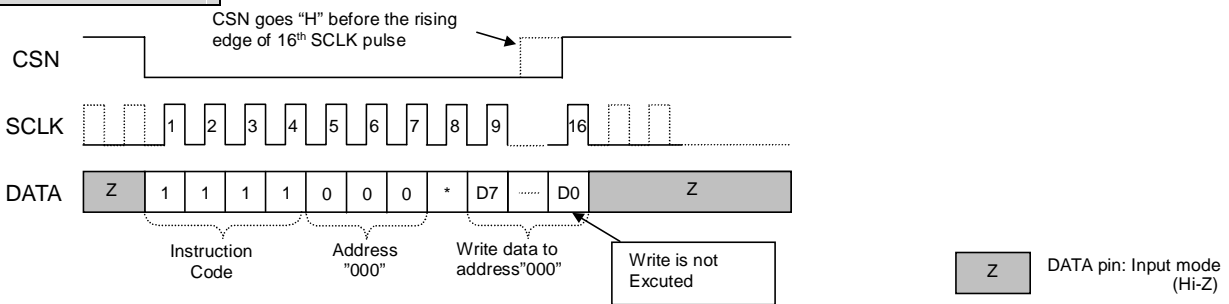 CSN goes “H” before the rising
edge of 16th SCLK pulse
CSN
SCLK
1 2 3 4 5 6 7 8 9 16
DATA
Z 1 1 1 1 0 0 0 * D7 ...... D0 Z
Instruction
Code
Address
"000"
Write data to
address"000"
Write is not
Excuted
Z
DATA pin: Input mode
(Hi-Z)